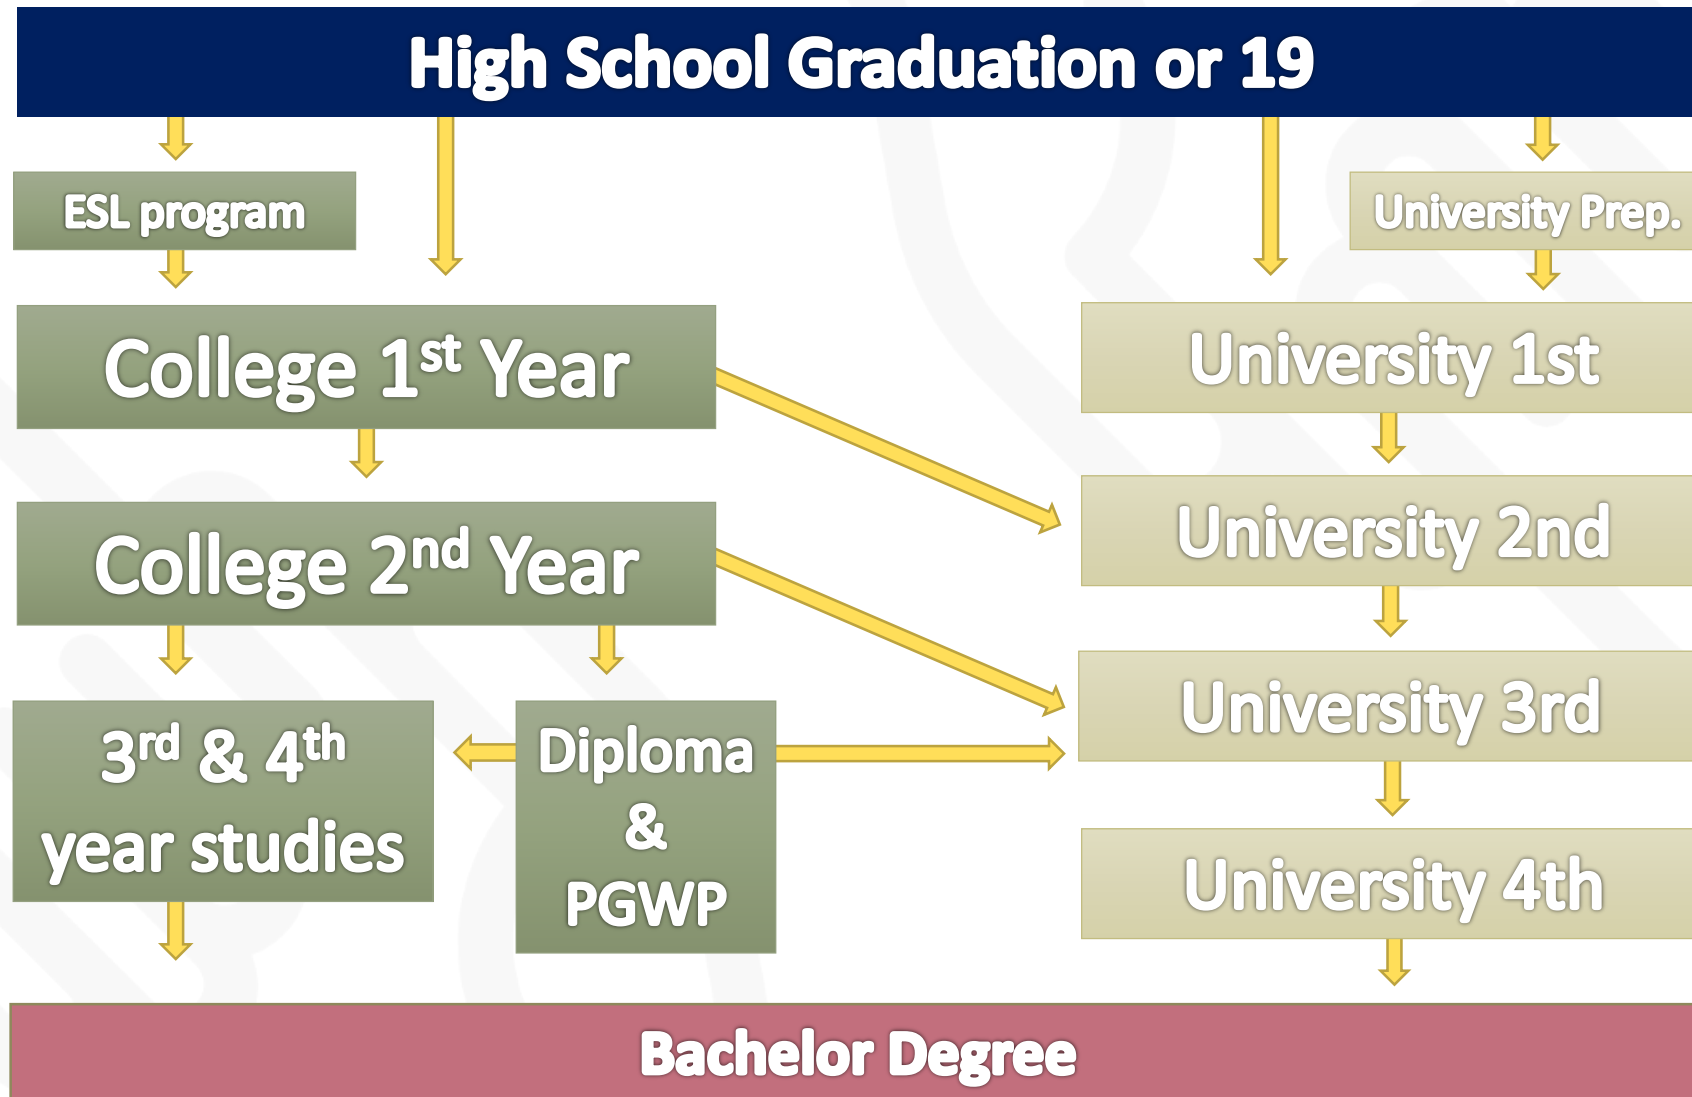 High School Graduation or 19
ESL program
University Prep.
College 1st Year
University 1st
College 2nd Year
University 2nd
3rd & 4th
year studies
Diploma
&
PGWP
University 3rd
University 4th
Bachelor Degree